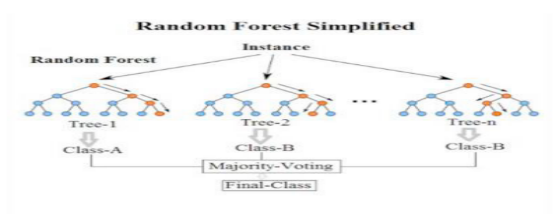 Random Forest Simplified
Instance
Random Forest
Tree-1
Tree-2
Tree-n
Class-A
Class-B
Class-B
Majority-Voting
Final-Class